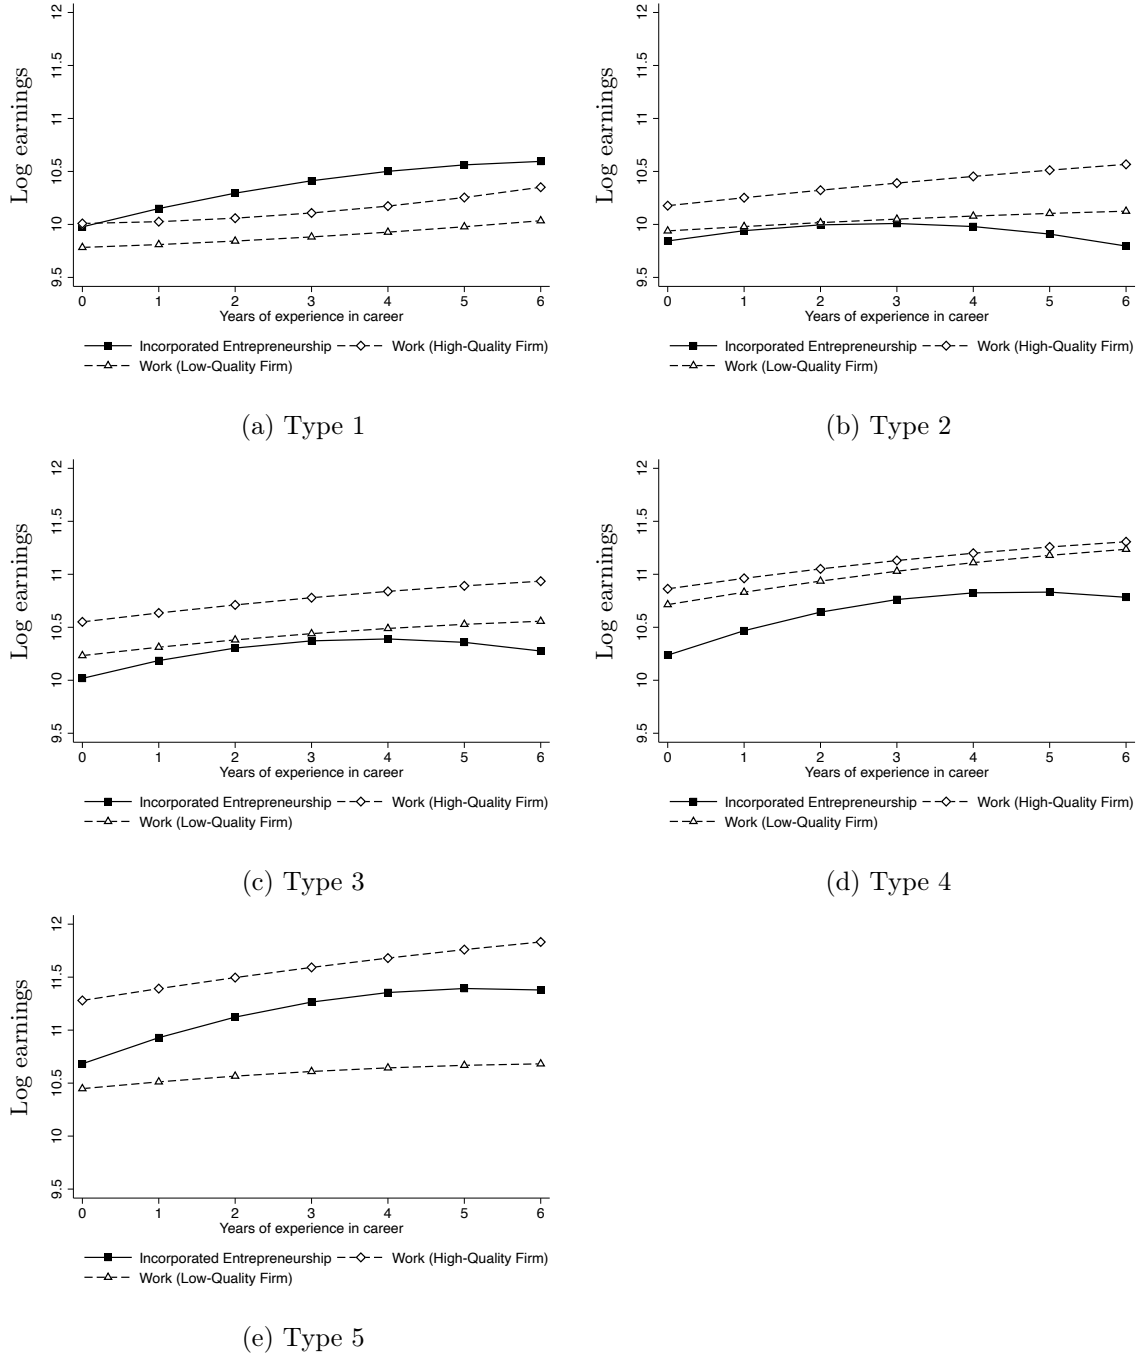 Log earnings
12
11.5
11
10.5
10
9.5
0 1 2 3 4 5 6
Years of experience in career
Incorporated Entrepreneurship Work (High-Quality Firm)
Work (Low-Quality Firm)
(a) Type 1
Log earnings
12
11.5
11
10.5
10
9.5
0 1 2 3 4 5 6
Years of experience in career
Incorporated Entrepreneurship Work (High-Quality Firm)
Work (Low-Quality Firm)
(b) Type 2
Log earnings
12
11.5
11
10.5
10
9.5
0 1 2 3 4 5 6
Years of experience in career
Incorporated Entrepreneurship Work (High-Quality Firm)
Work (Low-Quality Firm)
(c) Type 3
Log earnings
12
11.5
11
10.5
10
9.5
0 1 2 3 4 5 6
Years of experience in career
Incorporated Entrepreneurship Work (High-Quality Firm)
Work (Low-Quality Firm)
(d) Type 4
Log earnings
12
11.5
11
10.5
10
9.5
0 1 2 3 4 5 6
Years of experience in career
Incorporated Entrepreneurship Work (High-Quality Firm)
Work (Low-Quality Firm)
(e) Type 5